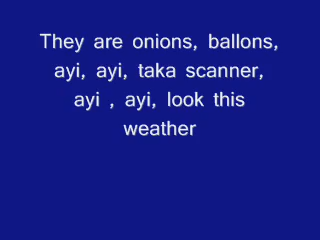 They are onions, ballons,
ayi, ayi, taka scanner,
ayi , ayi, look this
weather